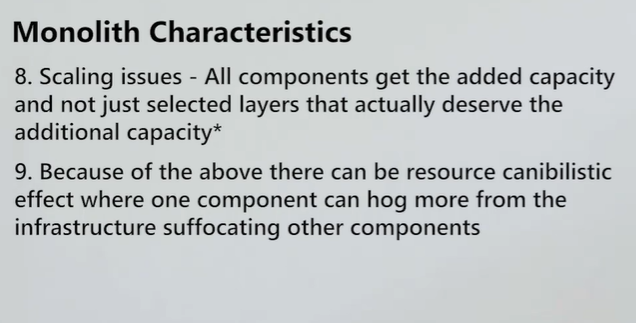 Monolith Characteristics
8. Scaling issues - All components get the added capacity
and not just selected layers that actually deserve the
additional capacity*
9. Because of the above there can be resource canibilistic
effect where one component can hog more from the
infrastructure suffocating other components